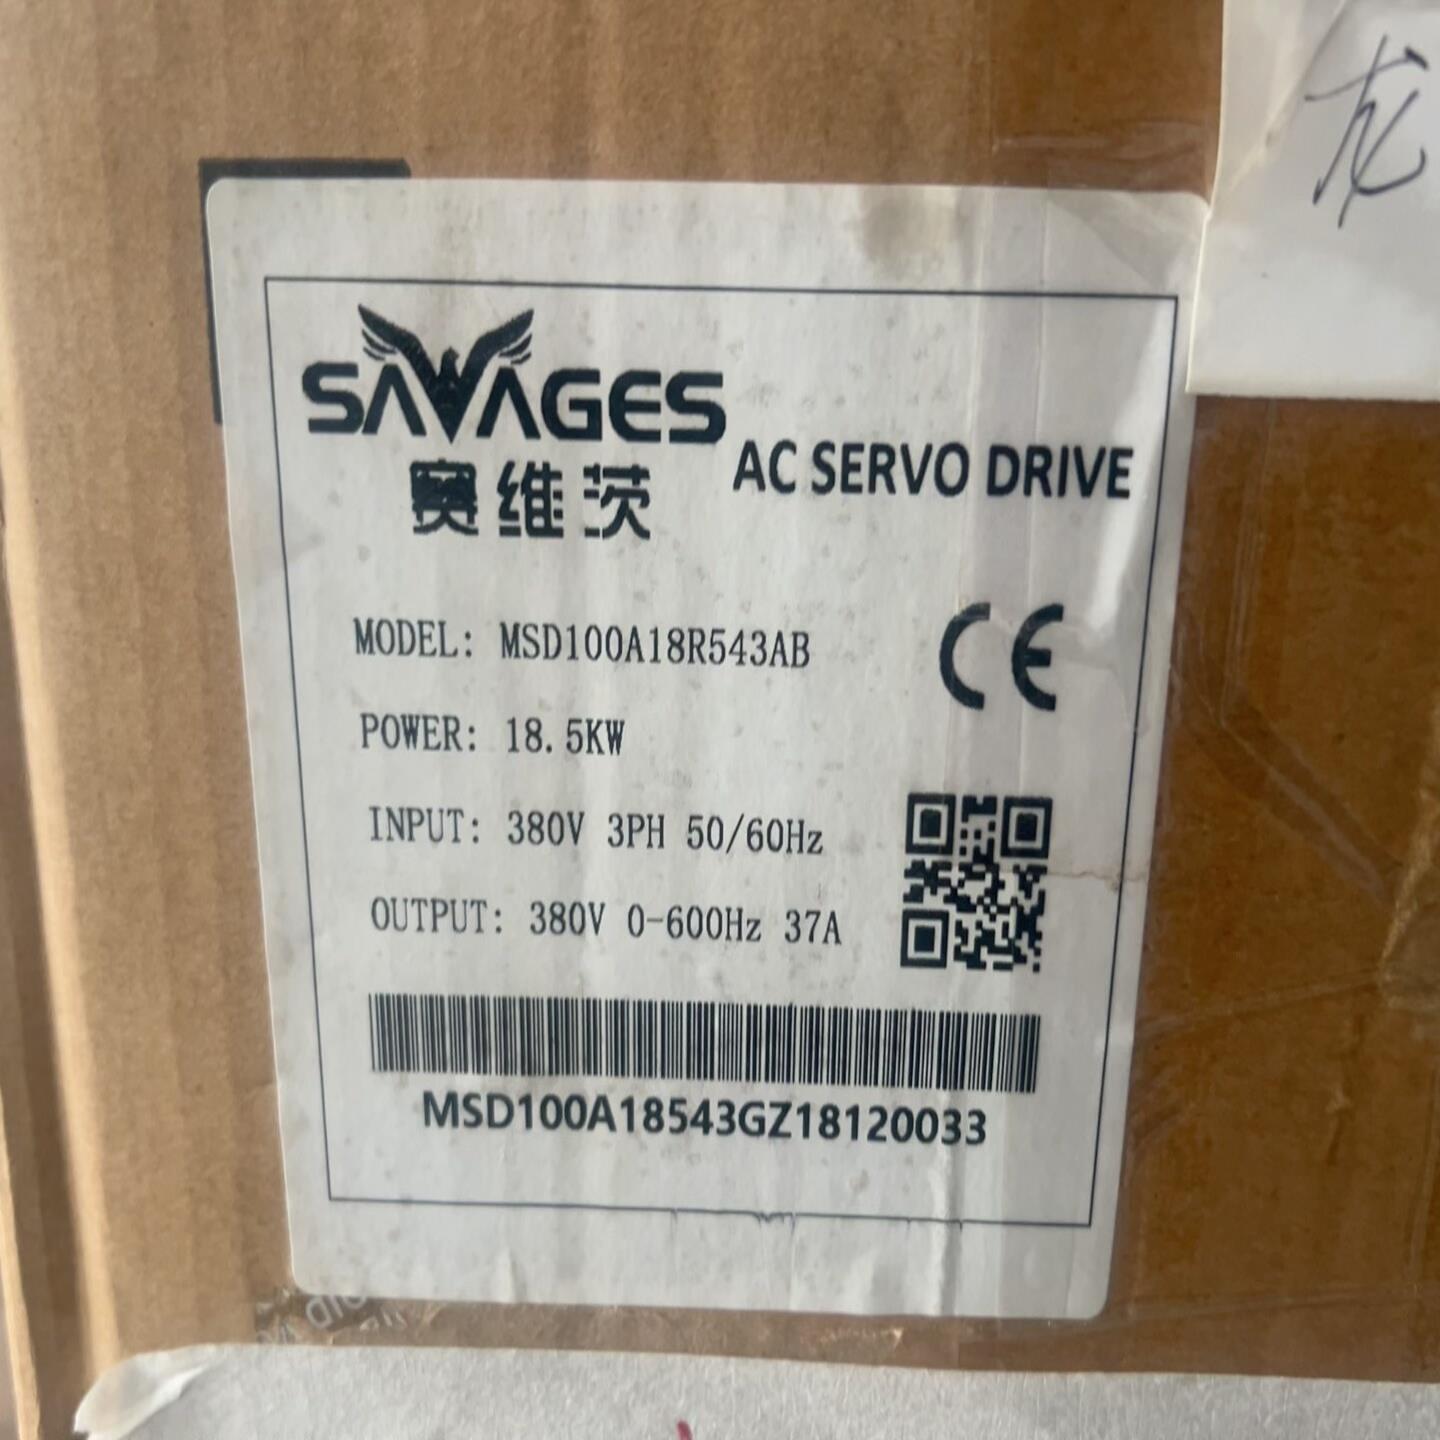 龙
SAVAGES
赛维茨
AC SERVO DRIVE
MODEL: MSD100A18R543AB
POWER: 18.5KW
INPUT: 380V 3PH 50/60Hz
OUTPUT: 380V 0-600Hz 37A
MSD100A18543GZ18120033